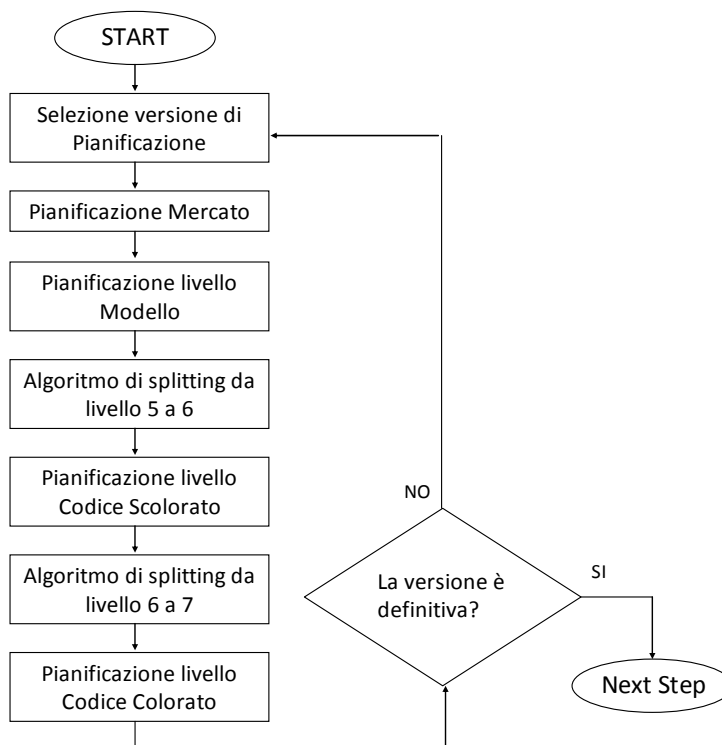 START
Selezione versione di
Pianificazione
Pianificazione Mercato
Pianificazione livello
Modello
Algoritmo di splitting da
livello 5 a 6
Pianificazione livello
Codice Scolorato
Algoritmo di splitting da
livello 6 a 7
Pianificazione livello
Codice Colorato
NO
La versione è
definitiva?
SI
Next Step